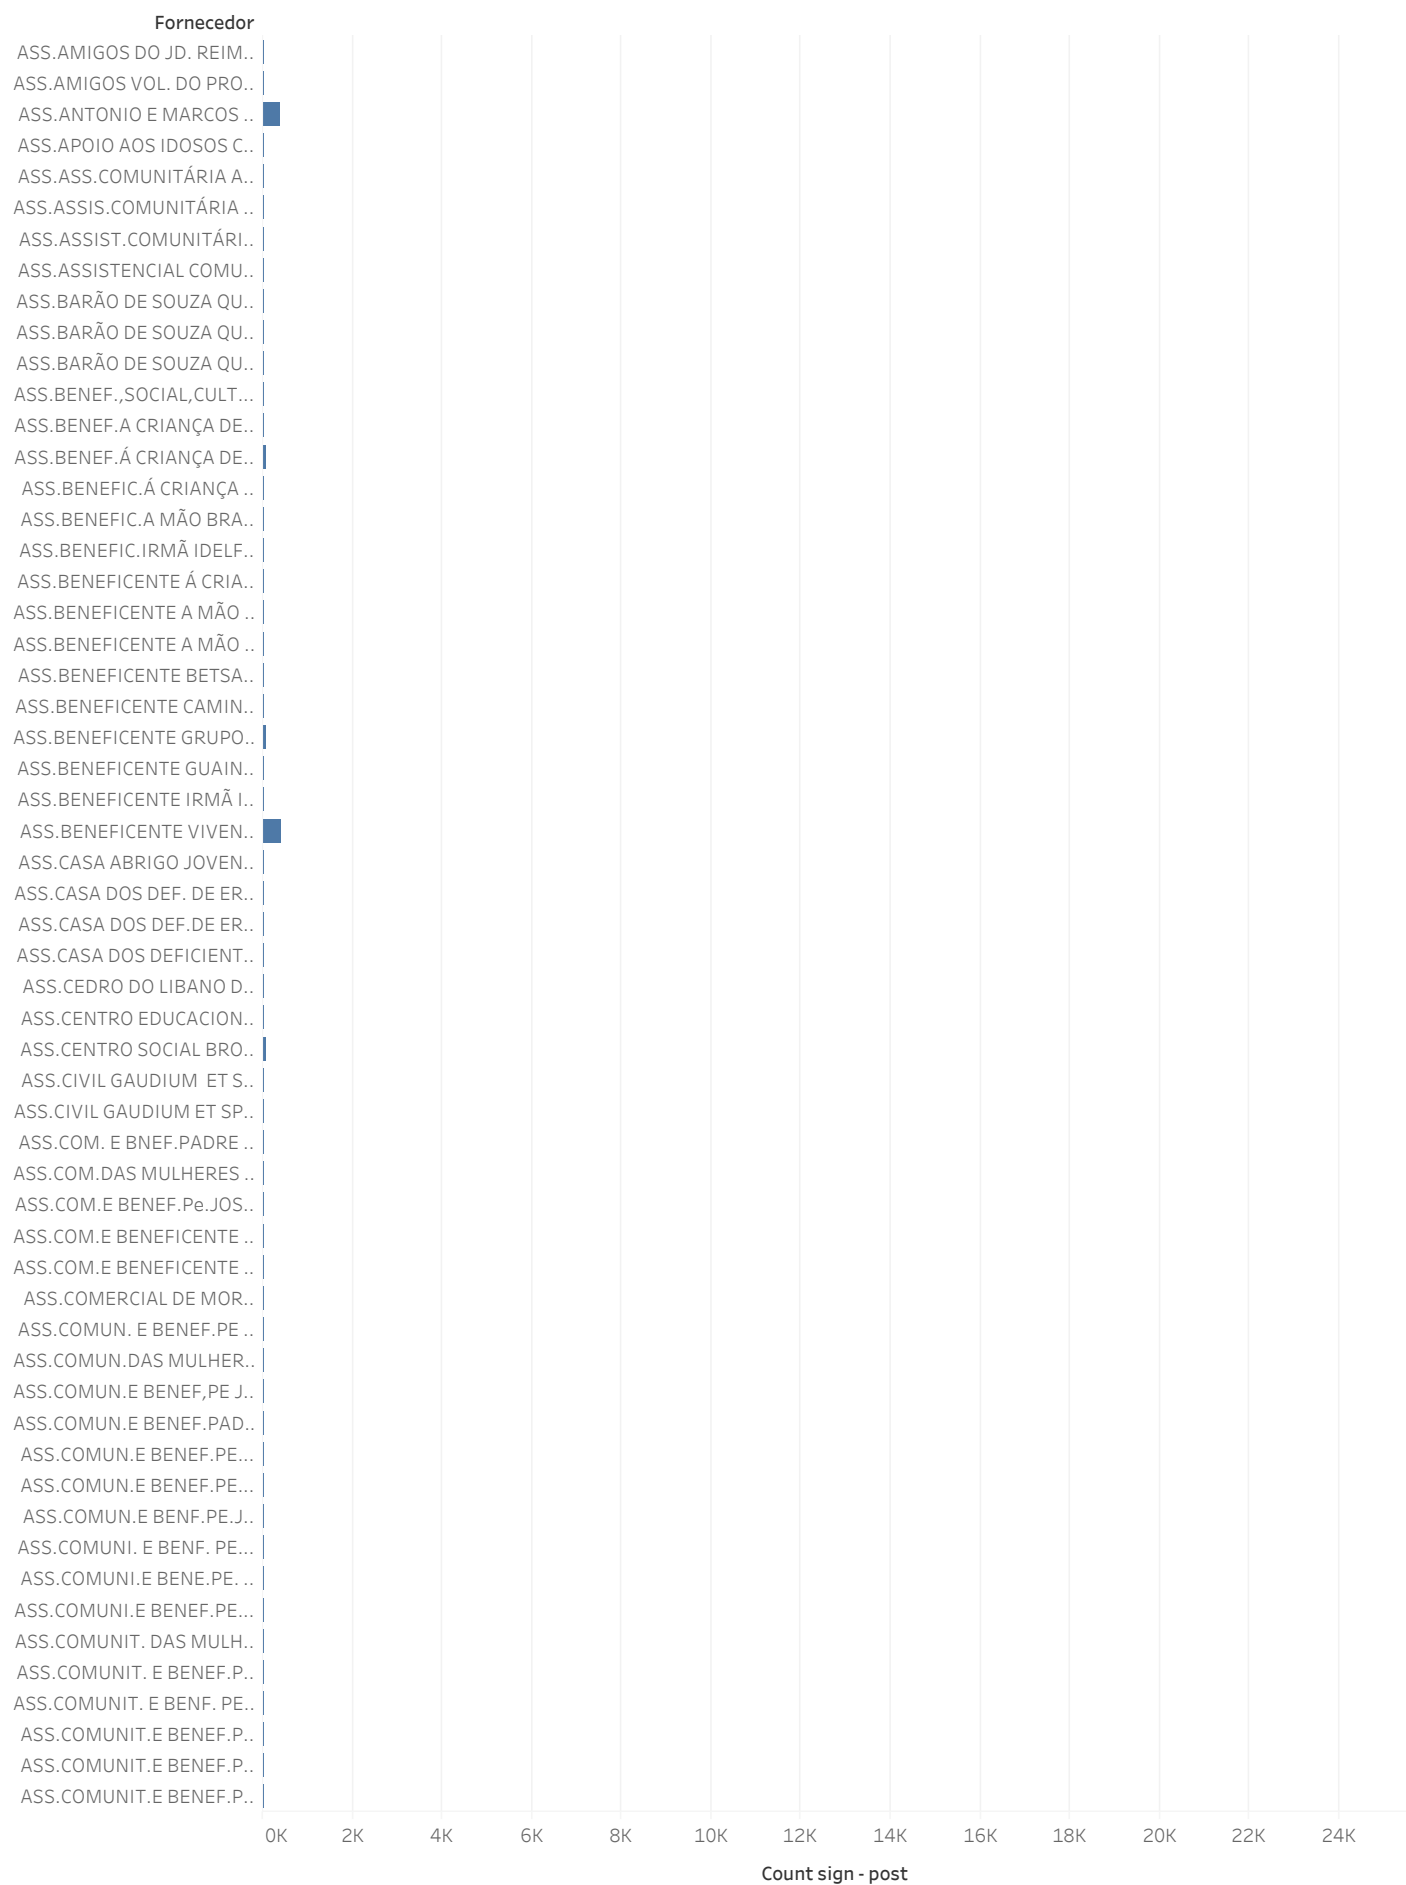 Fornecedor
ASS.AMIGOS DO JD. REIM..
ASS.AMIGOS VOL. DO PRO..
ASS.ANTONIO E MARCOS ..
ASS.APOIO AOS IDOSOS C..
ASS.ASS.COMUNITÁRIA A..
ASS.ASSIS.COMUNITÁRIA ..
ASS.ASSIST.COMUNITÁRI..
ASS.ASSISTENCIAL COMU..
ASS.BARÃO DE SOUZA QU..
ASS.BARÃO DE SOUZA QU..
ASS.BARÃO DE SOUZA QU..
ASS.BENEF.,SOCIAL,CULT...
ASS.BENEF.A CRIANÇA DE..
ASS.BENEF.Á CRIANÇA DE..
ASS.BENEFIC.Á CRIANÇA ..
ASS.BENEFIC.A MÃO BRA..
ASS.BENEFIC.IRMÃ IDELF..
ASS.BENEFICENTE Á CRIA..
ASS.BENEFICENTE A MÃO ..
ASS.BENEFICENTE A MÃO ..
ASS.BENEFICENTE BETSA..
ASS.BENEFICENTE CAMIN..
ASS.BENEFICENTE GRUPO..
ASS.BENEFICENTE GUAIN..
ASS.BENEFICENTE IRMÃ I..
ASS.BENEFICENTE VIVEN..
ASS.CASA ABRIGO JOVEN..
ASS.CASA DOS DEF. DE ER..
ASS.CASA DOS DEF.DE ER..
ASS.CASA DOS DEFICIENT..
ASS.CEDRO DO LIBANO D..
ASS.CENTRO EDUCACION..
ASS.CENTRO SOCIAL BRO..
ASS.CIVIL GAUDIUM  ET S..
ASS.CIVIL GAUDIUM ET SP..
ASS.COM. E BNEF.PADRE ..
ASS.COM.DAS MULHERES ..
ASS.COM.E BENEF.Pe.JOS..
ASS.COM.E BENEFICENTE ..
ASS.COM.E BENEFICENTE ..
ASS.COMERCIAL DE MOR..
ASS.COMUN. E BENEF.PE ..
ASS.COMUN.DAS MULHER..
ASS.COMUN.E BENEF,PE J..
ASS.COMUN.E BENEF.PAD..
ASS.COMUN.E BENEF.PE...
ASS.COMUN.E BENEF.PE...
ASS.COMUN.E BENF.PE.J..
ASS.COMUNI. E BENF. PE...
ASS.COMUNI.E BENE.PE. ..
ASS.COMUNI.E BENEF.PE...
ASS.COMUNIT. DAS MULH..
ASS.COMUNIT. E BENEF.P..
ASS.COMUNIT. E BENF. PE..
ASS.COMUNIT.E BENEF.P..
ASS.COMUNIT.E BENEF.P..
ASS.COMUNIT.E BENEF.P..
0K 2K 4K 6K 8K 10K 12K 14K 16K 18K 20K 22K 24K
Count sign - post